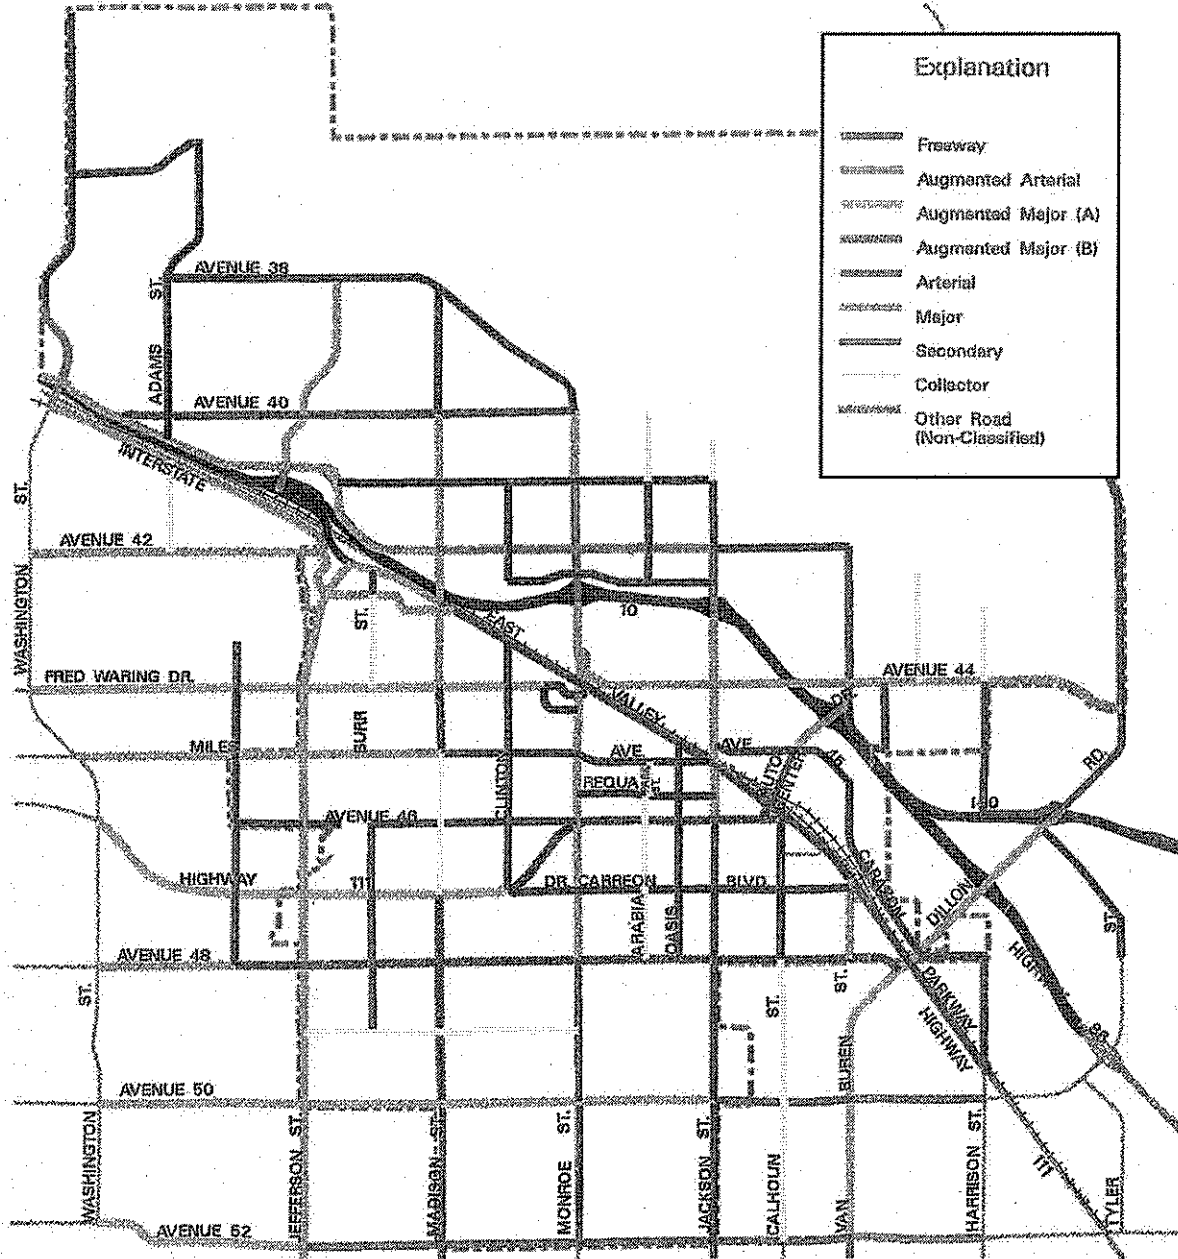 Explanation
Freeway
Augmented Arterial
Augmented Major (A)
Augmented Major (B)
Arterial
Major
Secondary
Collector
Other Road
(Non-Classified)
AVENUE 38
ADAMS ST.
AVENUE 40
INTERSTATE
WASHINGTON ST.
AVENUE 42
10
EAST
ST.
FRED WARING DR.
VALLEY
AVENUE 44
DR.
BURR
MILES
AVE
AVE
45
CLINTON
REQUA
AUTO
CENTER
RD.
I-10
AVENUE 46
HIGHWAY
111
DR. CARREON
BLVD
DILLON
ARABIA
OASIS
ST.
AVENUE 48
HIGHWAY
ST.
ST.
ST.
PARKWAY
HIGHWAY
86
BUREN
AVENUE 50
WASHINGTON
JEFFERSON ST.
MADISON ST.
MONROE ST.
JACKSON ST.
CALHOUN
VAN
HARRISON ST.
111
TYLER
AVENUE 52